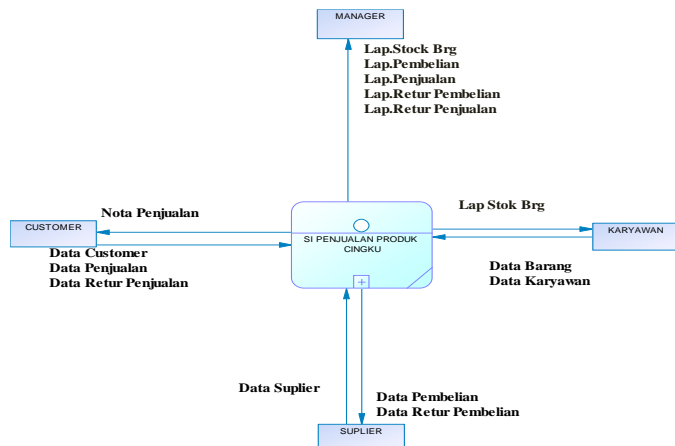 MANAGER
Lap.Stock Brg
Lap.Pembelian
Lap.Penjualan
Lap.Retur Pembelian
Lap.Retur Penjualan
Nota Penjualan
CUSTOMER
Data Customer
Data Penjualan
Data Retur Penjualan
SI PENJUALAN PRODUK
CINGKU
Lap Stok Brg
KARYAWAN
Data Barang
Data Karyawan
Data Suplier
Data Pembelian
Data Retur Pembelian
SUPLIER